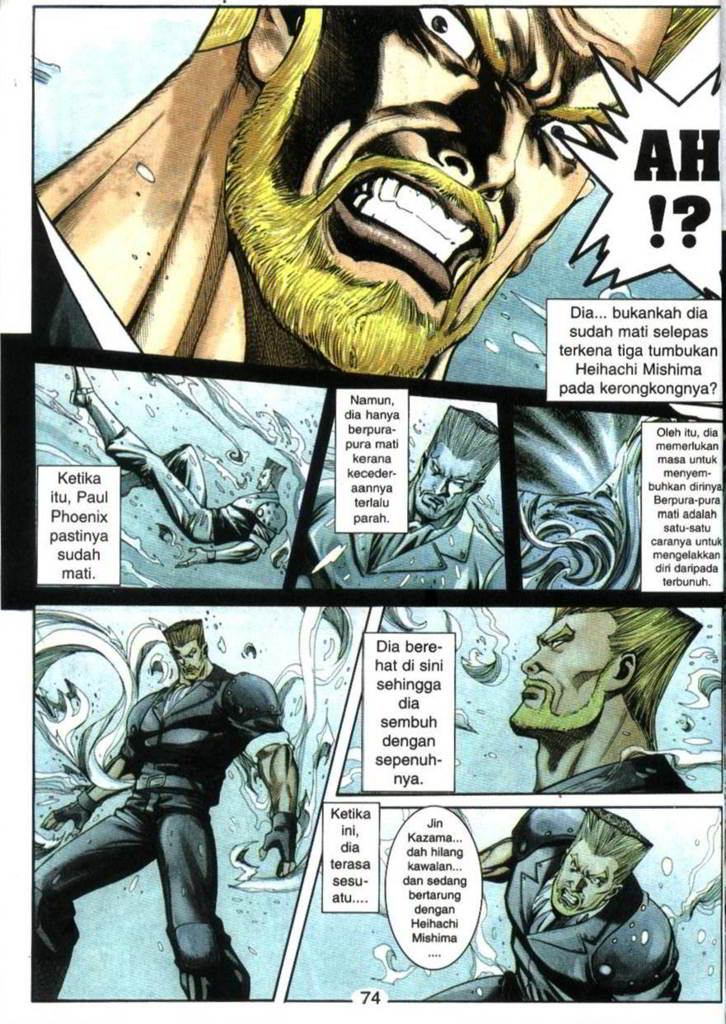 AH
!?
Dia... bukankah dia
sudah mati selepas
terkena tiga tumbukan
Heihachi Mishima
pada kerongkongnya?
Ketika
itu, Paul
Phoenix
pastinya
sudah
mati.
Namun,
dia hanya
berpura-
pura mati
kerana
keceder-
aannya
terlalu
parah.
Oleh itu, dia
memerlukan
masa untuk
menyem-
buhkan dirinya.
Berpura-pura
mati adalah
satu-satu
caranya untuk
mengelakkan
diri daripada
terbunuh.
Dia bere-
hat di sini
sehingga
dia
sembuh
dengan
sepenuh-
nya.
Ketika
ini, dia
terasa
sesu-
atu....
Jin
Kazama...
dah hilang
kawalan...
dan sedang
bertarung
dengan
Heihachi
Mishima
....
74